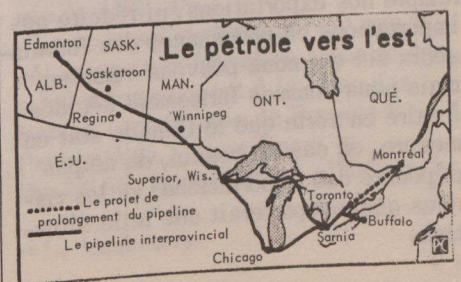 Le pétrole vers l'est
Edmonton
SASK.
ALB.
Saskatoon
MAN.
ONT.
QUÉ.
Regina
Winnipeg
É.-U.
Montréal
Superior, Wis.
Toronto
Le projet de
prolongement du pipeline
Buffalo
Sarnia
Le pipeline interprovincial
Chicago
PC